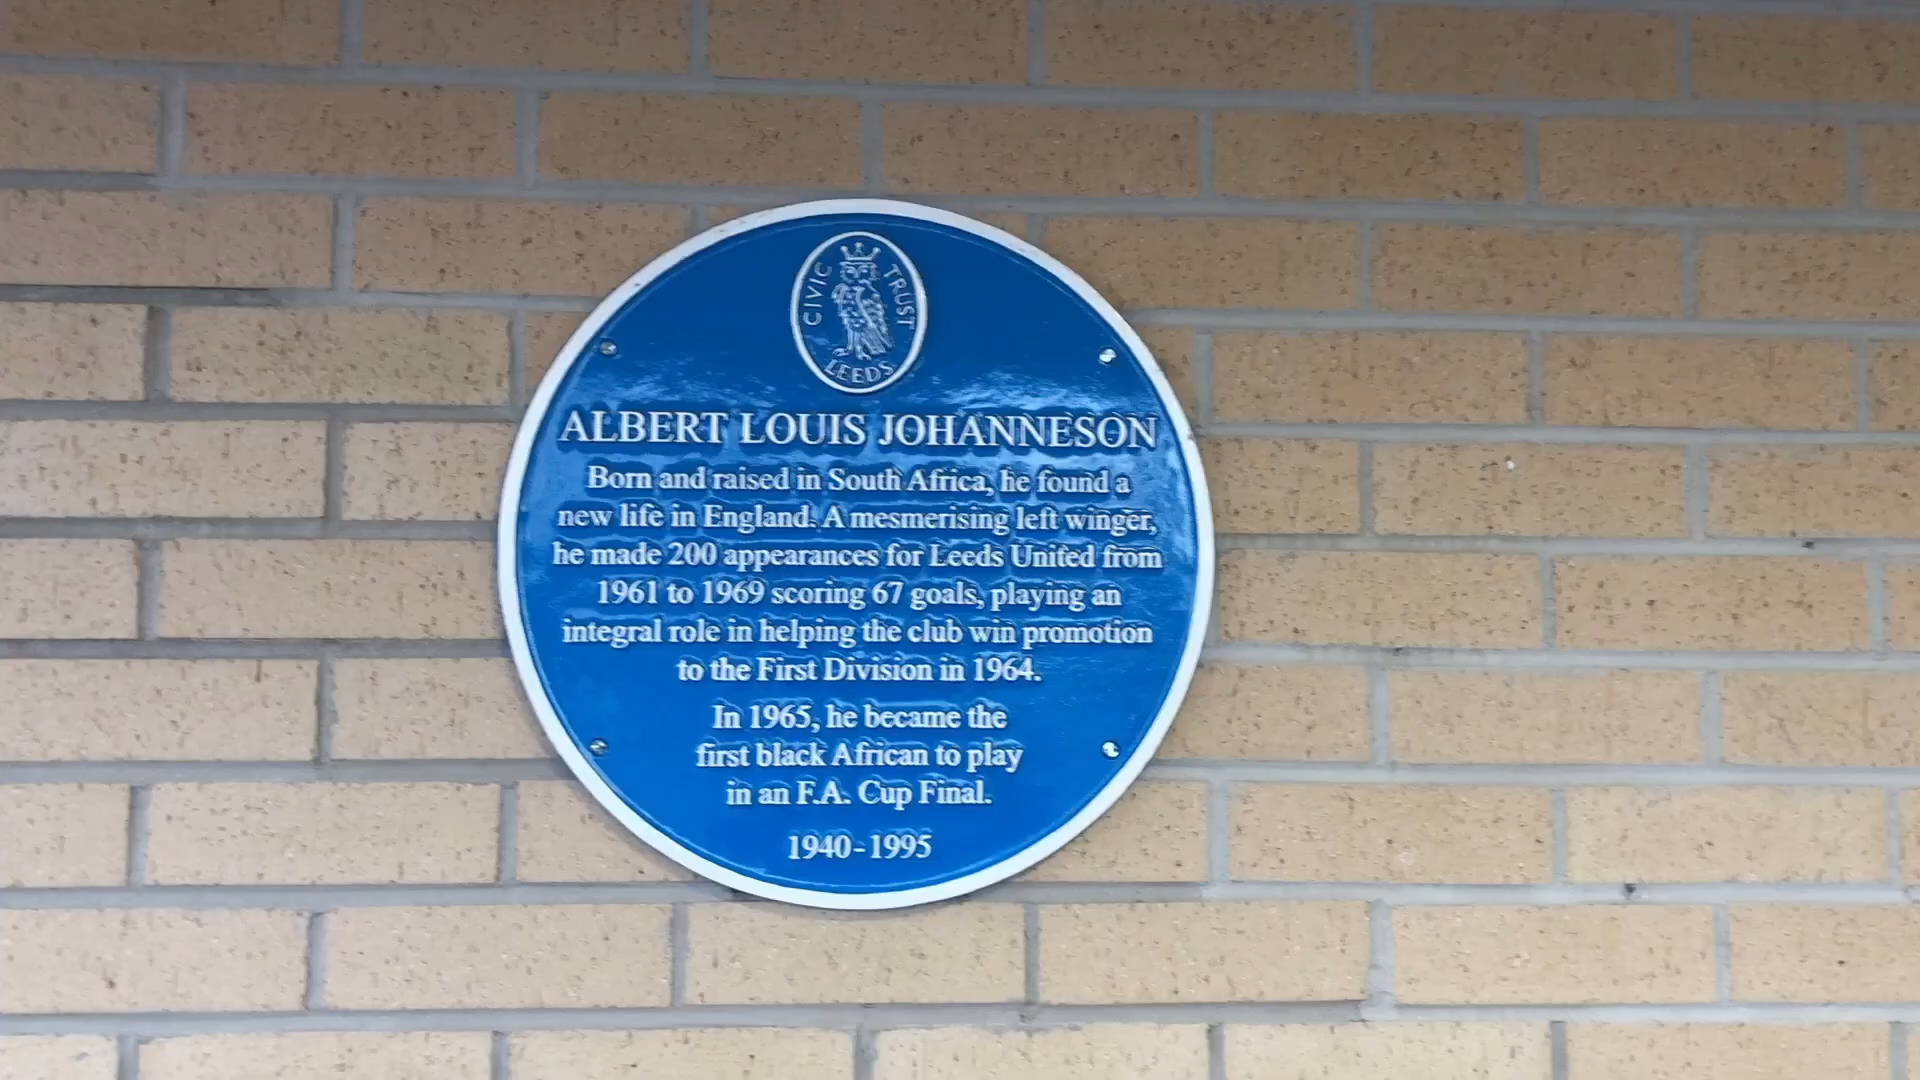 CIVIC TRUST
LEEDS
ALBERT LOUIS JOHANNESON
Born and raised in South Africa, he found a
new life in England. A mesmerising left winger,
he made 200 appearances for Leeds United from
1961 to 1969 scoring 67 goals, playing an
integral role in helping the club win promotion
to the First Division in 1964.
In 1965, he became the
first black African to play
in an F.A. Cup Final.
1940-1995